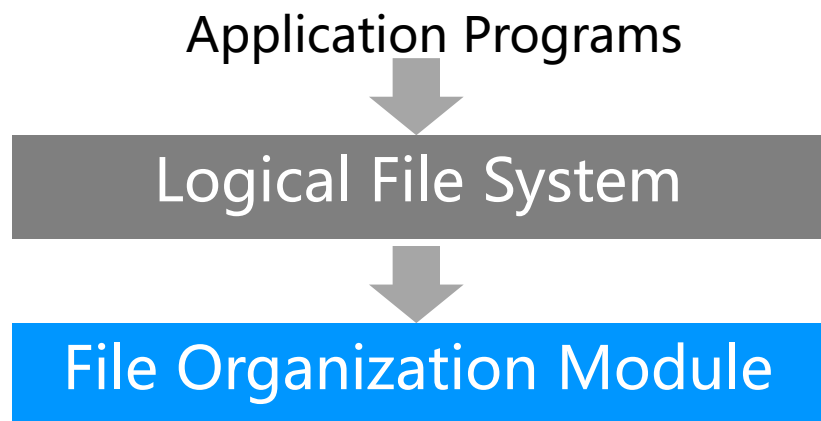 Application Programs
Logical File System
File Organization Module